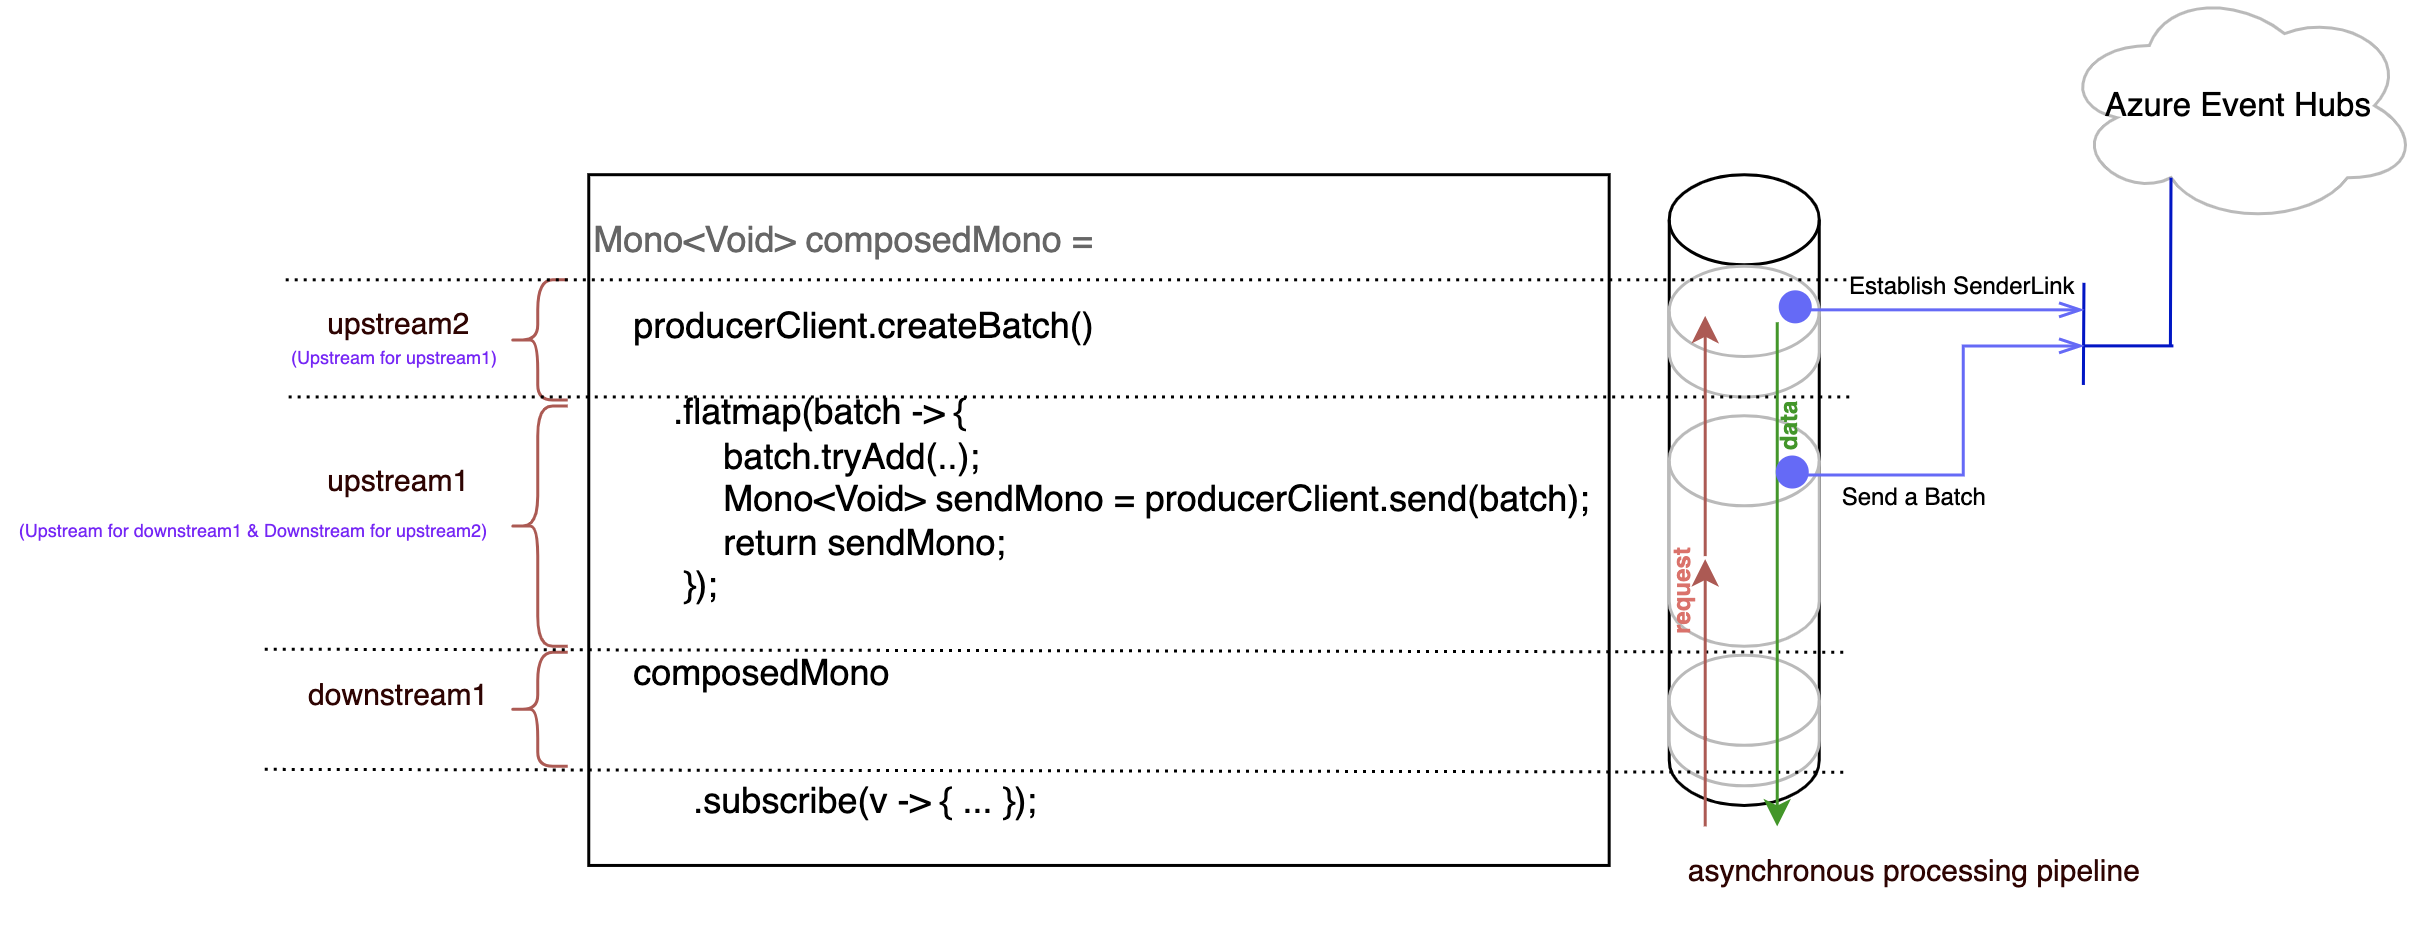 Azure Event Hubs
Mono<Void> composedMono =
Establish SenderLink
upstream2
(Upstream for upstream1)
producerClient.createBatch()
.flatmap(batch -> {
batch.tryAdd(..);
Mono<Void> sendMono = producerClient.send(batch);
return sendMono;
});
upstream1
(Upstream for downstream1 & Downstream for upstream2)
data
Send a Batch
request
composedMono
downstream1
.subscribe(v -> { ... });
asynchronous processing pipeline